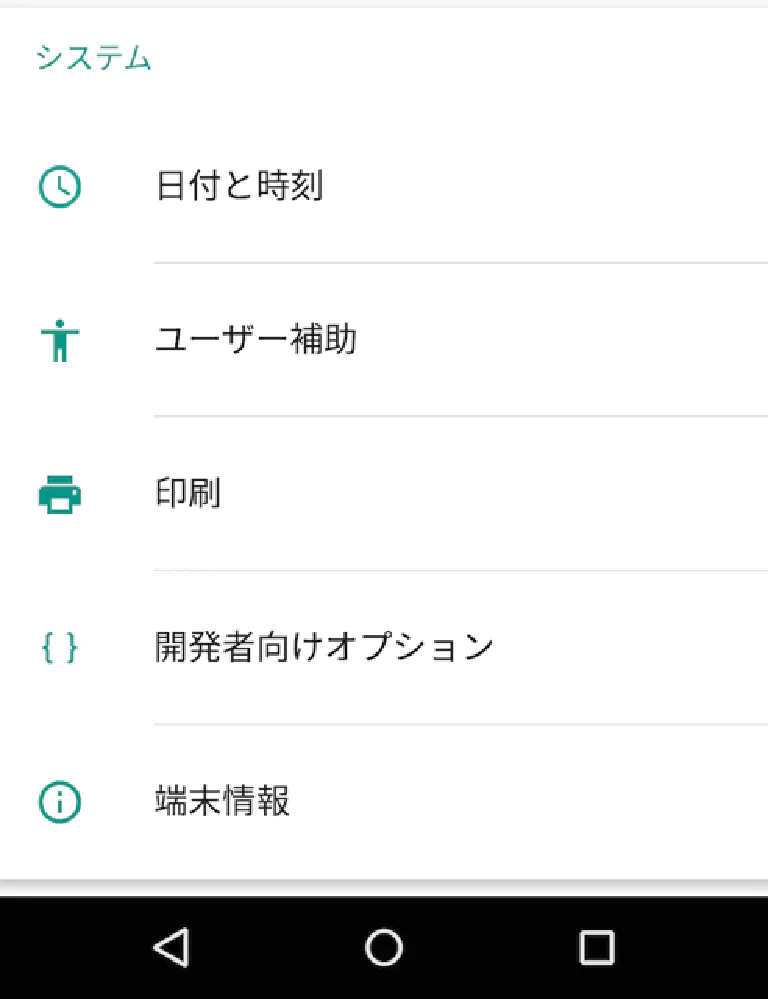 システム
日付と時刻
ユーザー補助
印刷
{ } 開発者向けオプション
端末情報